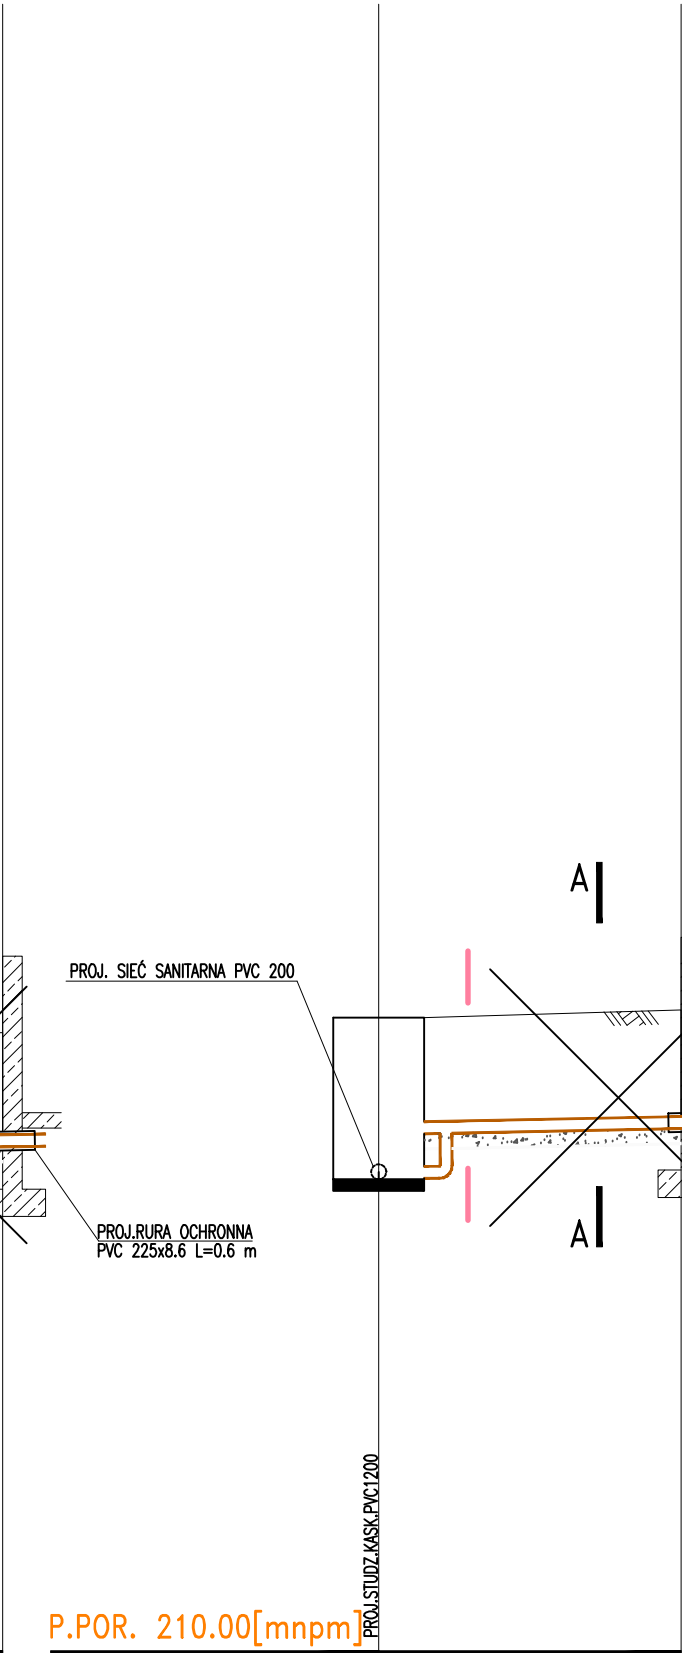 A
PROJ. SIEĆ SANITARNA PVC 200
PROJ.RURA OCHRONNA
PVC 225x8.6 L=0.6 m
A
PROJ.STUDZ.KASK.PVC1200
P.POR. 210.00[mnpm]